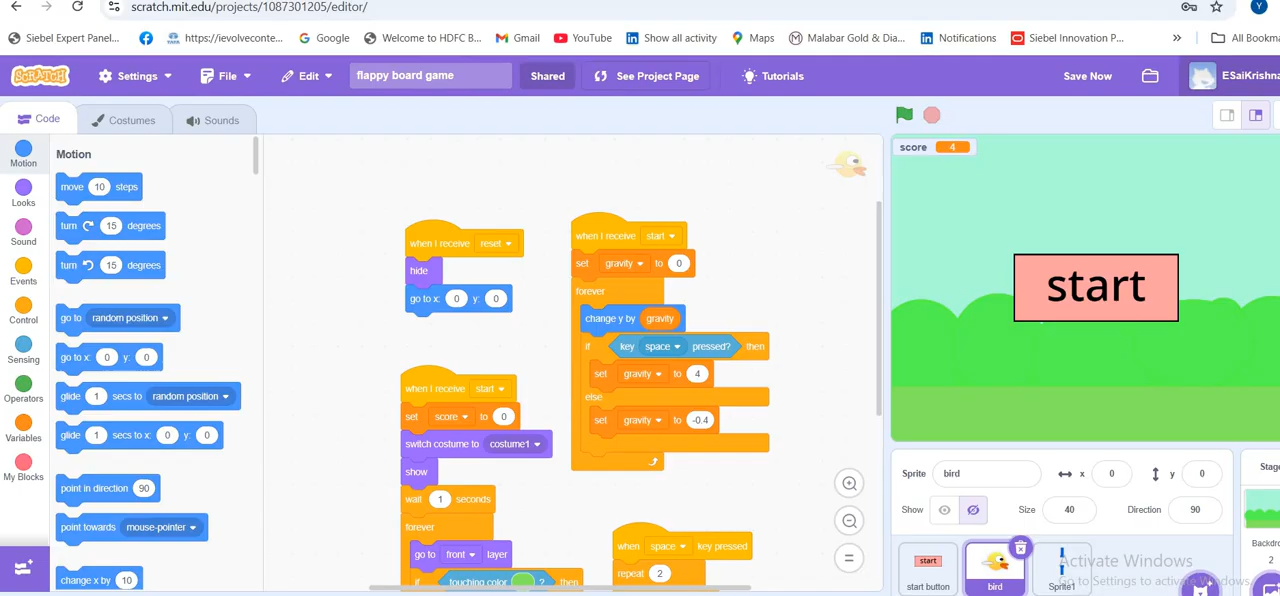 scratch.mit.edu/projects/1087301205/editor/
Siebel Expert Panel... https://ievolveconte... Google Welcome to HDFC B... Gmail YouTube Show all activity Maps Malabar Gold & Dia... Notifications Siebel Innovation P... » All Bookma
SCRATCH Settings File Edit flappy board game Shared See Project Page Tutorials Save Now ESaiKrishna
Code Costumes Sounds
Motion
Looks
Sound
Events
Control
Sensing
Operators
Variables
My Blocks
Motion
move 10 steps
turn 15 degrees
turn 15 degrees
go to random position
go to x: 0 y: 0
glide 1 secs to random position
glide 1 secs to x: 0 y: 0
point in direction 90
point towards mouse-pointer
change x by 10
when I receive reset
hide
go to x: 0 y: 0
when I receive start
set score to 0
switch costume to costume1
show
wait 1 seconds
forever
go to front layer
if touching color ? then
when I receive start
set gravity to 0
forever
change y by gravity
if key space pressed? then
set gravity to 4
else
set gravity to -0.4
when space key pressed
repeat 2
score 4
start
Sprite bird x 0 y 0
Show Size 40 Direction 90
start
start button
bird
Sprite1
Stage
Backdro
2
Activate Windows
Go to Settings to activate Windows.